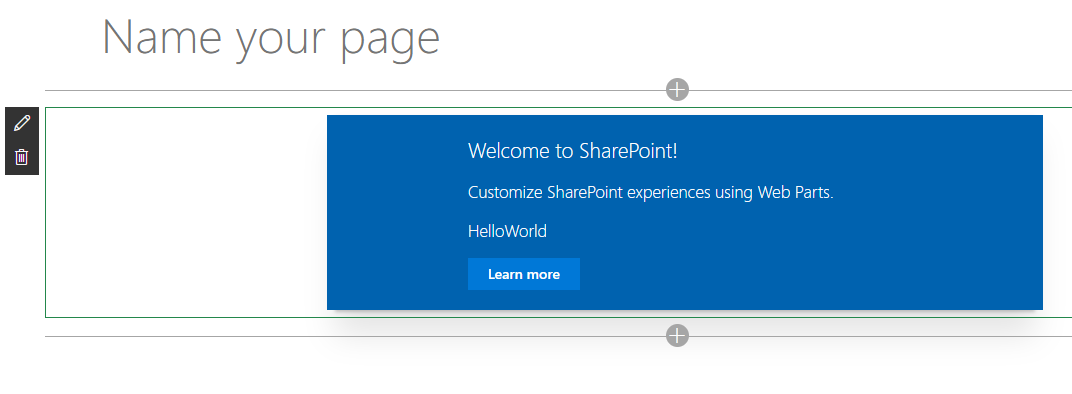 Name your page
Welcome to SharePoint!
Customize SharePoint experiences using Web Parts.
HelloWorld
Learn more